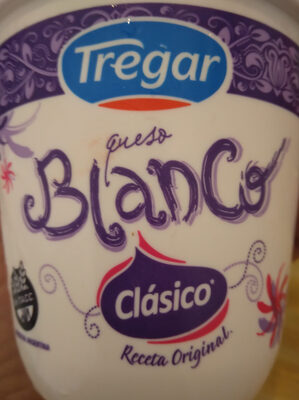 Tregar
queso
Blanco
Clásico
Receta Original